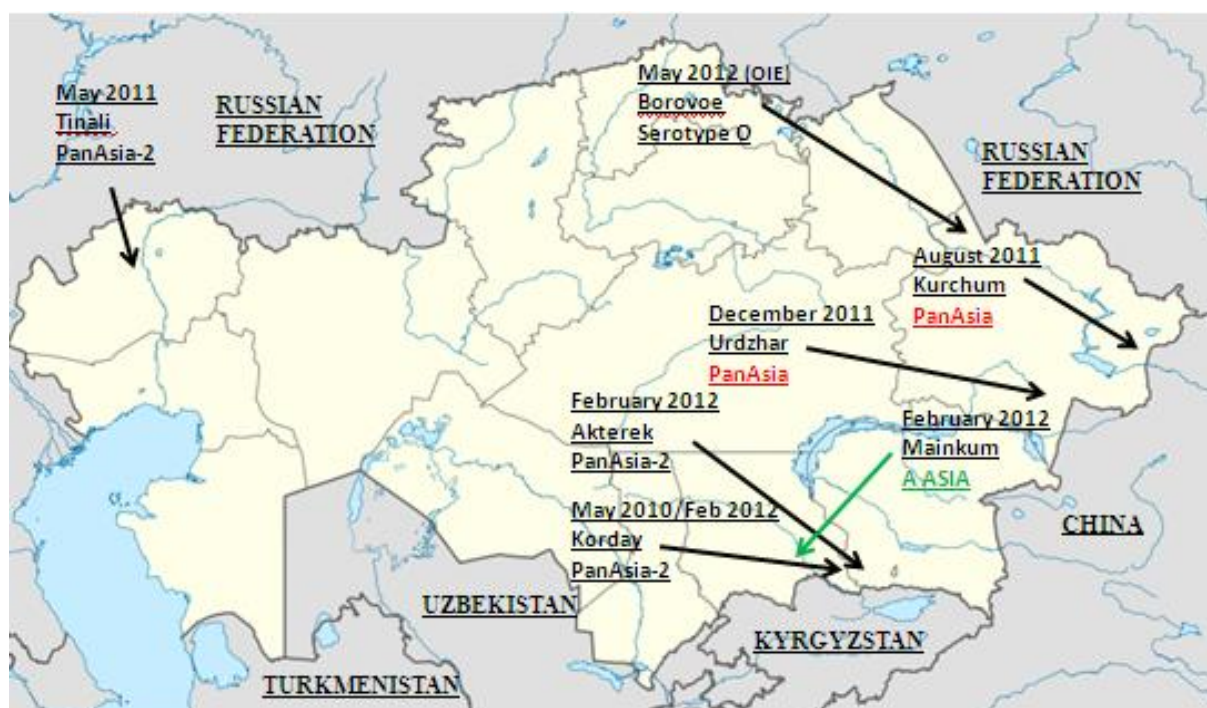 May 2011
Tinali
PanAsia-2
RUSSIAN
FEDERATION
May 2012 (OIE)
Borovoe
Serotype O
RUSSIAN
FEDERATION
August 2011
Kurchum
PanAsia
December 2011
Urdzhar
PanAsia
February 2012
Akterek
PanAsia-2
February 2012
Mainkum
A ASIA
May 2010/Feb 2012
Korday
PanAsia-2
CHINA
UZBEKISTAN
KYRGYZSTAN
TURKMENISTAN